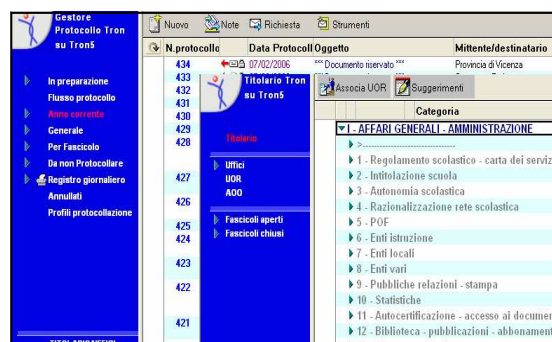 Gestore
Protocollo Tron
su Tron5
In preparazione
Flusso protocollo
Anno corrente
Generale
Per Fascicolo
Da non Protocollare
Registro giornaliero
Annullati
Profili protocollazione
Nuovo Note Richiesta Strumenti
N.protocollo Data Protocoll Oggetto Mittente/destinatario
434 07/02/2006 *** Documento riservato *** Provincia di Vicenza
433
432
431
430
429
428
427
426
425
424
423
422
421
Titolario Tron
su Tron5
Titolario
Uffici
UOR
AOO
Fascicoli aperti
Fascicoli chiusi
Associa UOR Suggerimenti
Categoria
I - AFFARI GENERALI - AMMINISTRAZIONE
>--------------------
1 - Regolamento scolastico - carta dei serviz
2 - Intitolazione scuola
3 - Autonomia scolastica
4 - Razionalizzazione rete scolastica
5 - POF
6 - Enti istruzione
7 - Enti locali
8 - Enti vari
9 - Pubbliche relazioni - stampa
10 - Statistiche
11 - Autocertificazione - accesso ai documen
12 - Biblioteca - pubblicazioni - abbonament